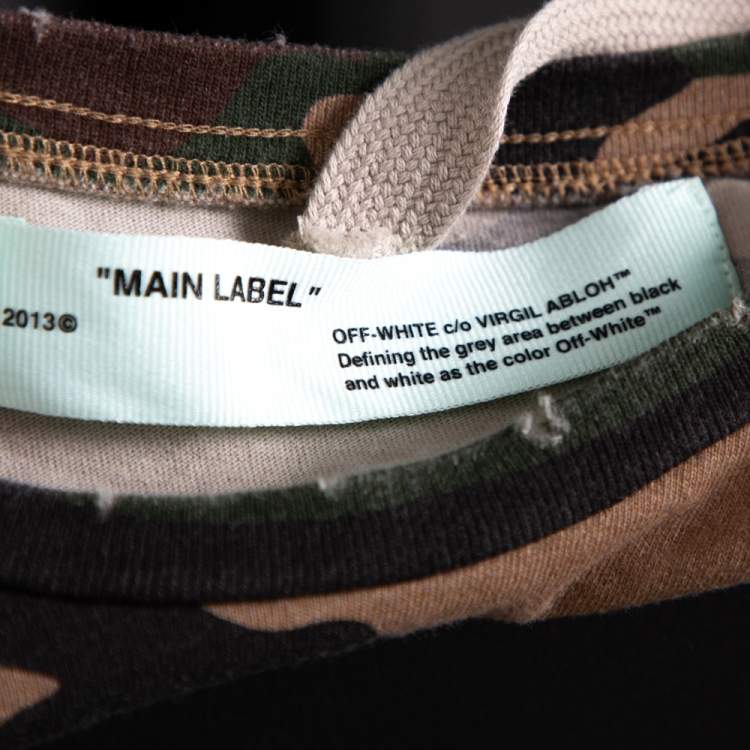 "MAIN LABEL"
2013©
OFF-WHITE c/o VIRGIL ABLOH™
Defining the grey area between black
and white as the color Off-White™